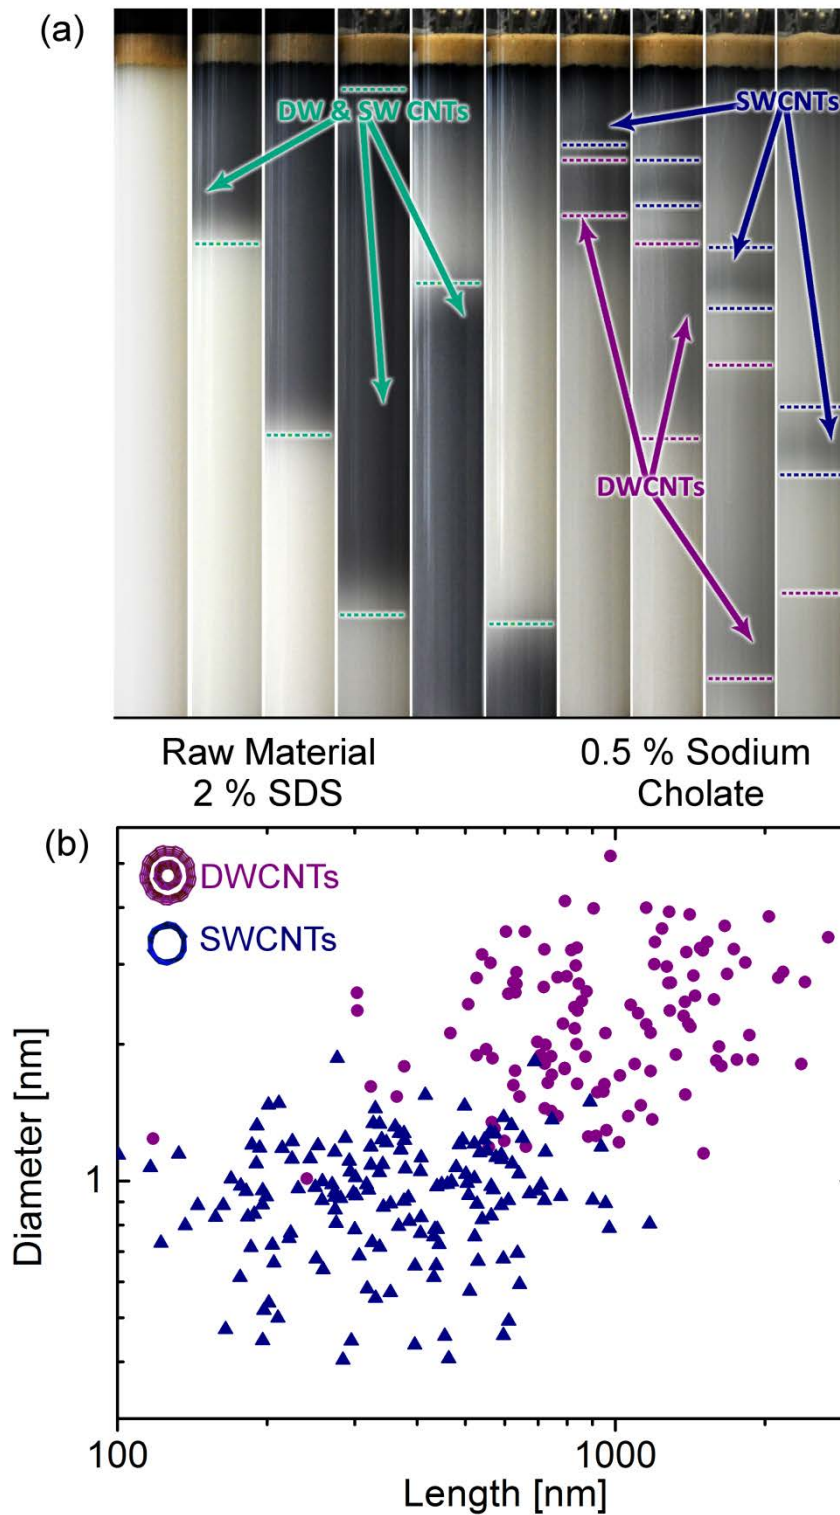 (a)
DW & SW CNTs
SWCNTs
DWCNTs
Raw Material
2 % SDS
0.5 % Sodium
Cholate
(b)
DWCNTs
SWCNTs
Diameter [nm]
1
100
1000
Length [nm]